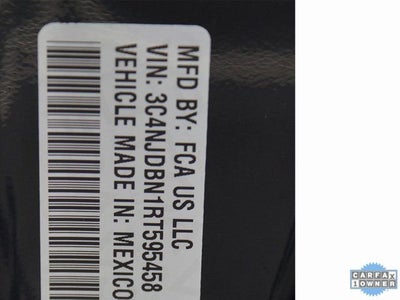 MFD BY: FCA US LLC
VIN: 3C4NJDBN1RT595458
VEHICLE MADE IN: MEXICO
CARFAX
1 OWNER